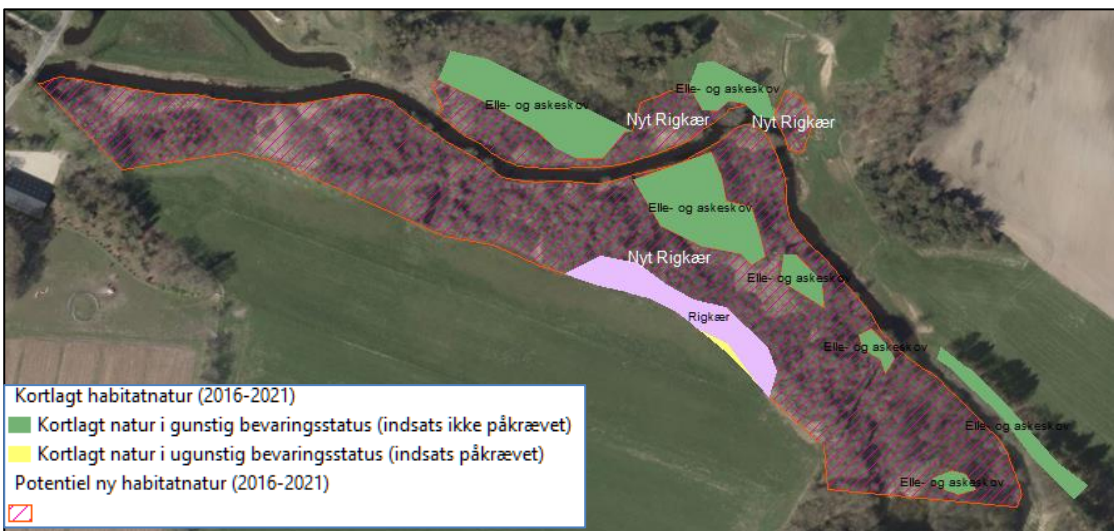 Elle- og askeskov
Elle- og askeskov
Nyt Rigkær
Nyt Rigkær
Elle- og askeskov
Nyt Rigkær
Elle- og askeskov
Rigkær
Elle- og askeskov
Elle- og askeskov
Elle- og askeskov
Kortlagt habitatnatur (2016-2021)
Kortlagt natur i gunstig bevaringsstatus (indsats ikke påkrævet)
Kortlagt natur i ugunstig bevaringsstatus (indsats påkrævet)
Potentiel ny habitatnatur (2016-2021)